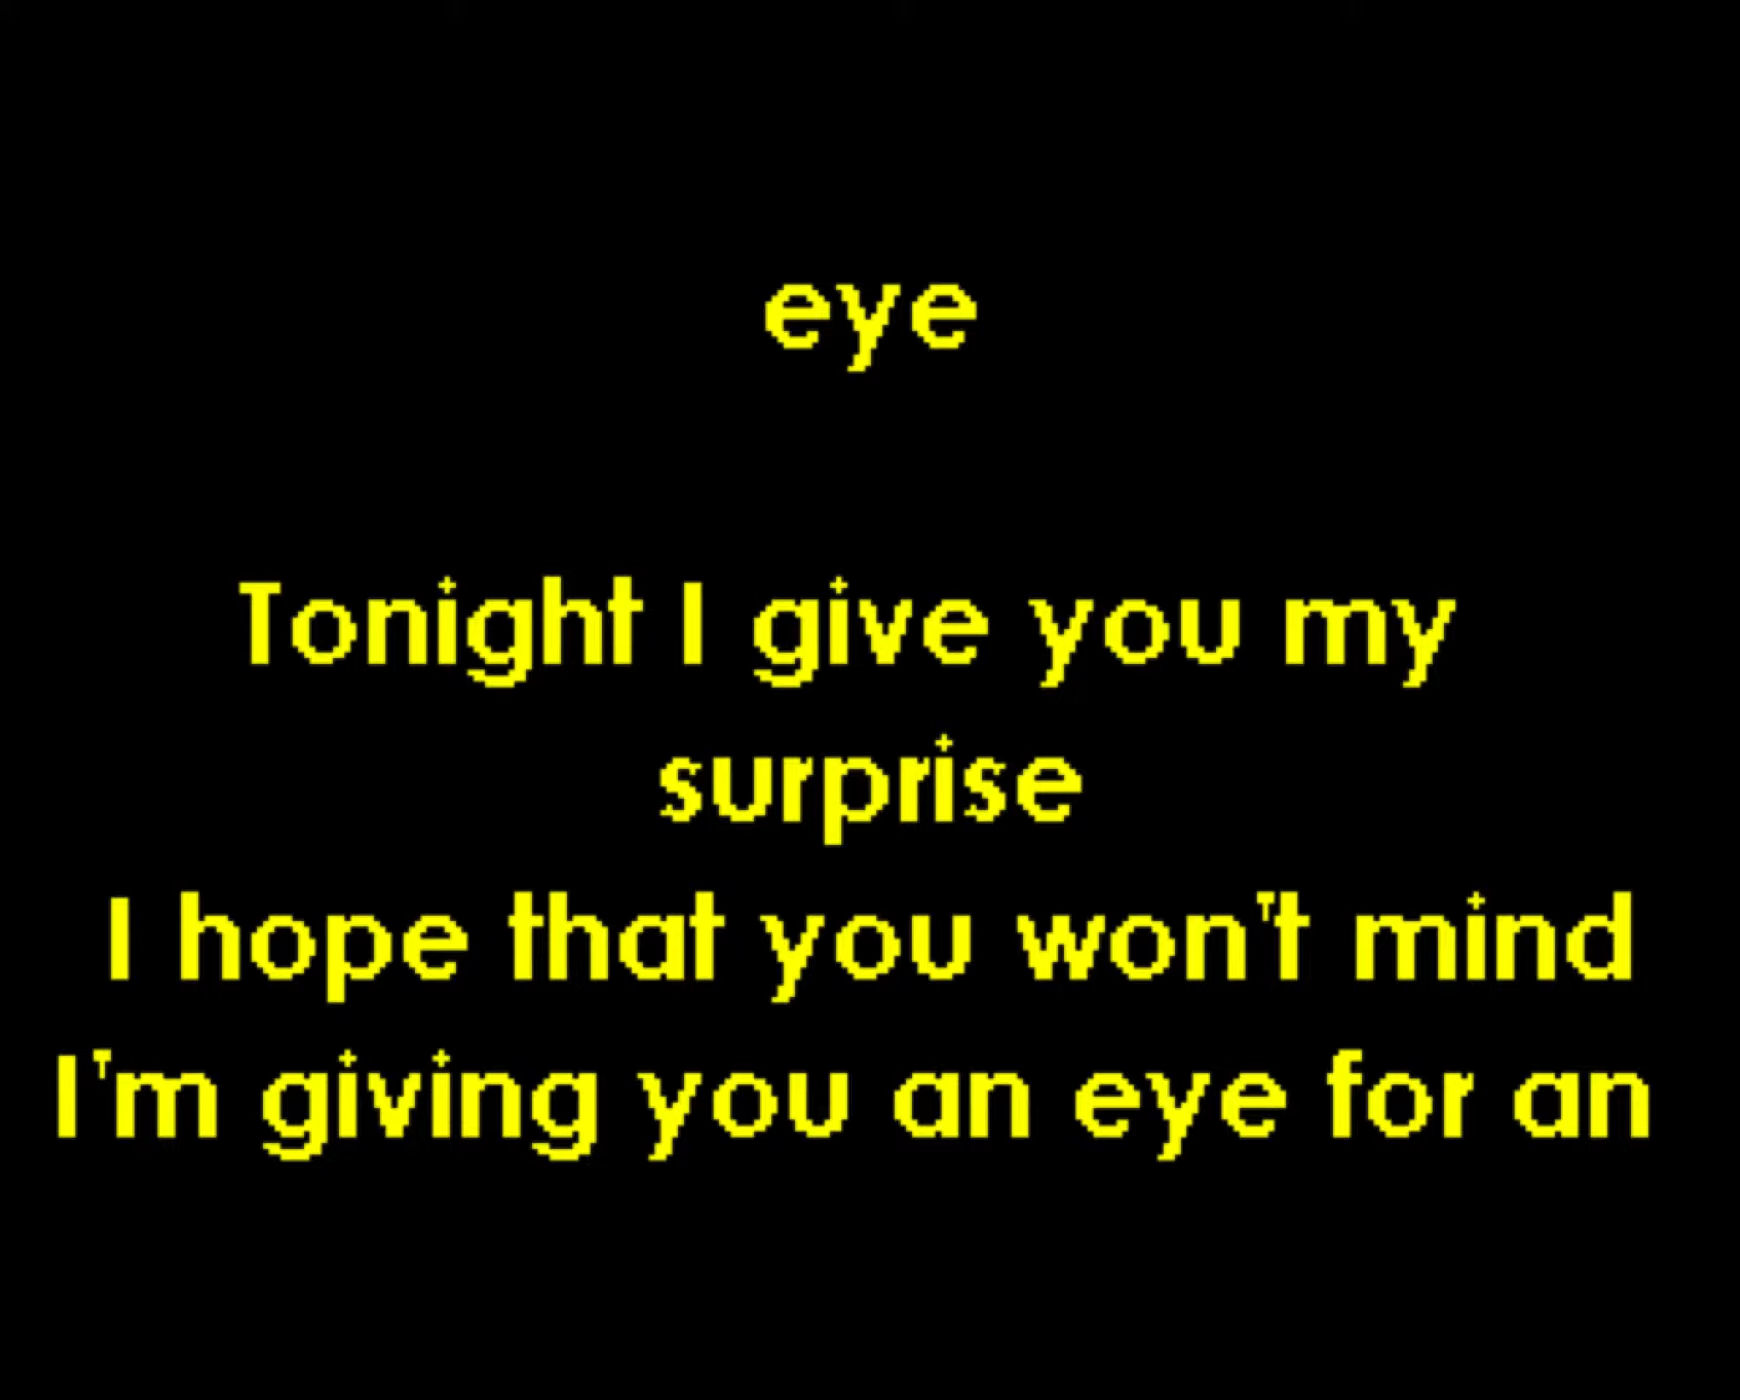 eye
Tonight I give you my
surprise
I hope that you won't mind
I'm giving you an eye for an